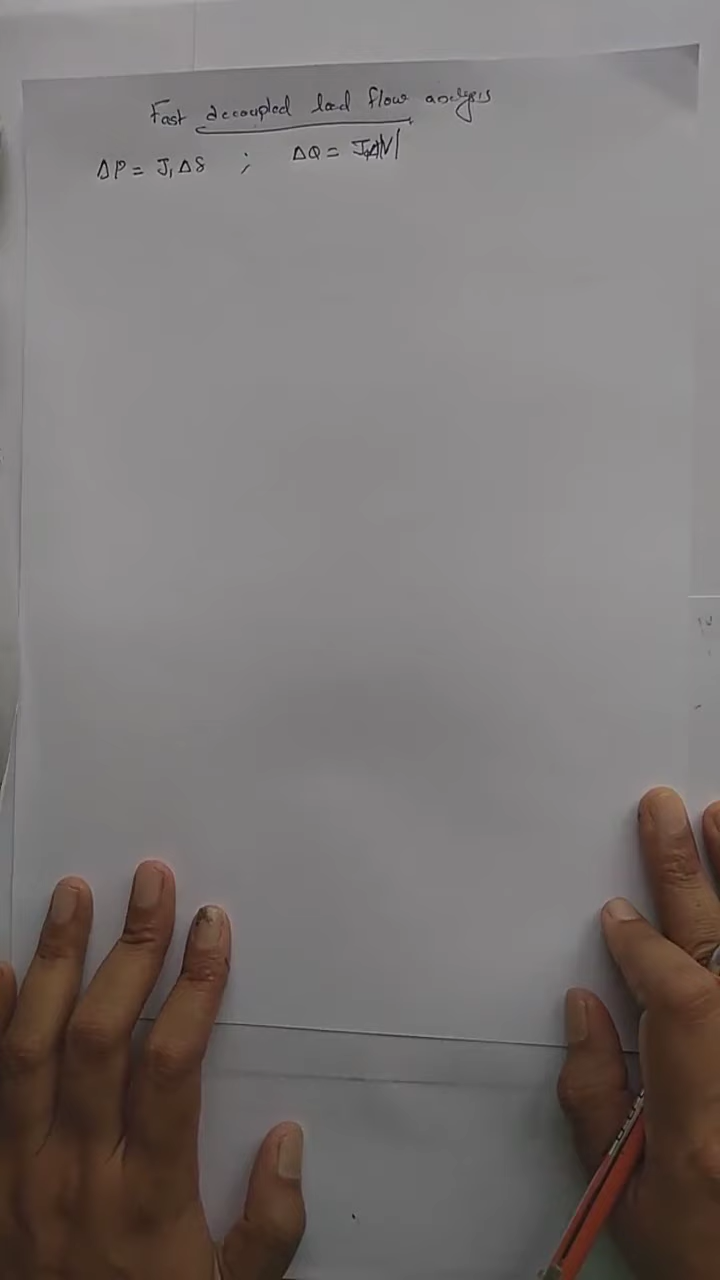 Fast decoupled load flow analysis
ΔP = J₁Δδ ; ΔQ = J₄Δ|V|